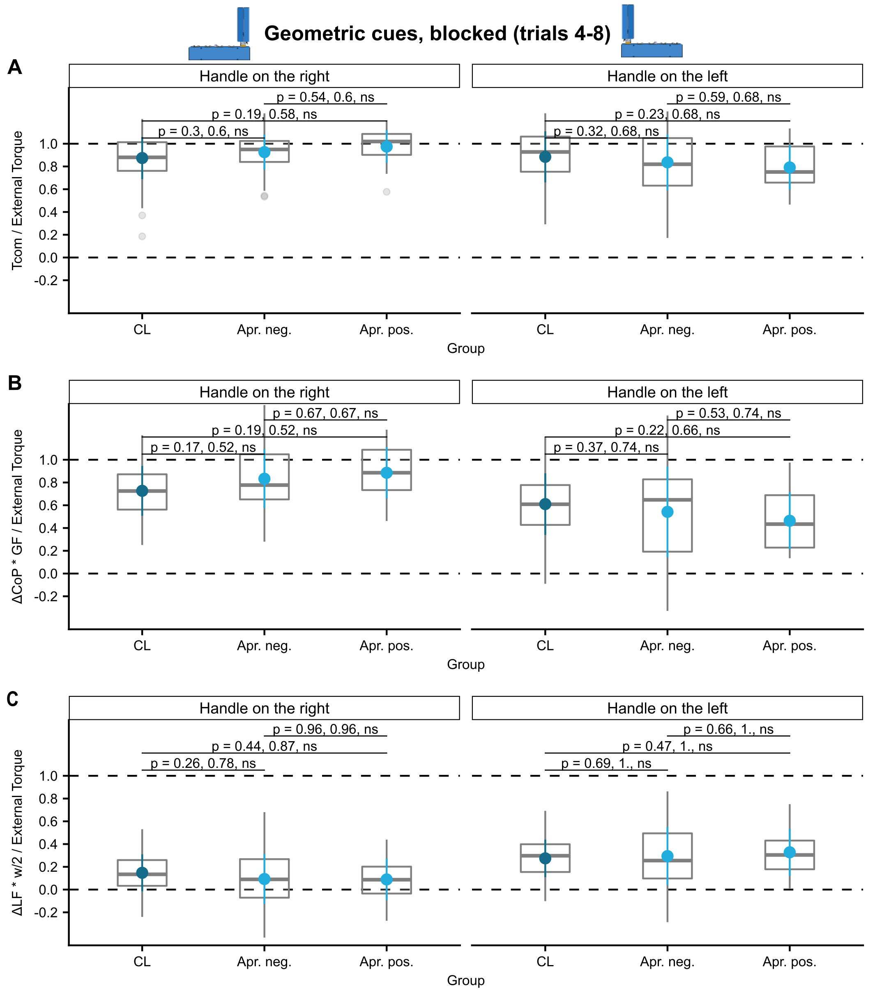 Geometric cues, blocked (trials 4-8)
A
Handle on the right
Handle on the left
Tcom / External Torque
p = 0.54, 0.6, ns
p = 0.19, 0.58, ns
p = 0.3, 0.6, ns
p = 0.59, 0.68, ns
p = 0.23, 0.68, ns
p = 0.32, 0.68, ns
1.0
0.8
0.6
0.4
0.2
0.0
-0.2
CL
Apr. neg.
Apr. pos.
CL
Apr. neg.
Apr. pos.
Group
B
Handle on the right
Handle on the left
ΔCoP * GF / External Torque
p = 0.67, 0.67, ns
p = 0.19, 0.52, ns
p = 0.17, 0.52, ns
p = 0.53, 0.74, ns
p = 0.22, 0.66, ns
p = 0.37, 0.74, ns
1.0
0.8
0.6
0.4
0.2
0.0
-0.2
CL
Apr. neg.
Apr. pos.
CL
Apr. neg.
Apr. pos.
Group
C
Handle on the right
Handle on the left
ΔLF * w/2 / External Torque
p = 0.96, 0.96, ns
p = 0.44, 0.87, ns
p = 0.26, 0.78, ns
p = 0.66, 1., ns
p = 0.47, 1., ns
p = 0.69, 1., ns
1.0
0.8
0.6
0.4
0.2
0.0
-0.2
CL
Apr. neg.
Apr. pos.
CL
Apr. neg.
Apr. pos.
Group